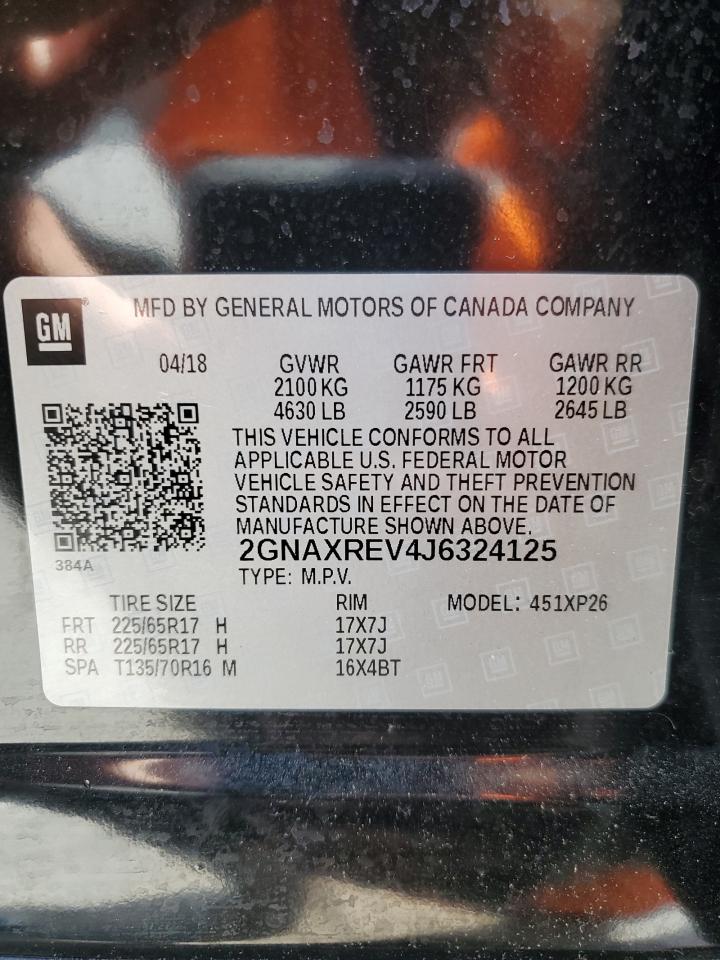 GM
MFD BY GENERAL MOTORS OF CANADA COMPANY
04/18 GVWR GAWR FRT GAWR RR
2100 KG 1175 KG 1200 KG
4630 LB 2590 LB 2645 LB
THIS VEHICLE CONFORMS TO ALL
APPLICABLE U.S. FEDERAL MOTOR
VEHICLE SAFETY AND THEFT PREVENTION
STANDARDS IN EFFECT ON THE DATE OF
MANUFACTURE SHOWN ABOVE.
2GNAXREV4J6324125
384A
TYPE: M.P.V.
TIRE SIZE RIM MODEL: 451XP26
FRT 225/65R17 H 17X7J
RR 225/65R17 H 17X7J
SPA T135/70R16 M 16X4BT